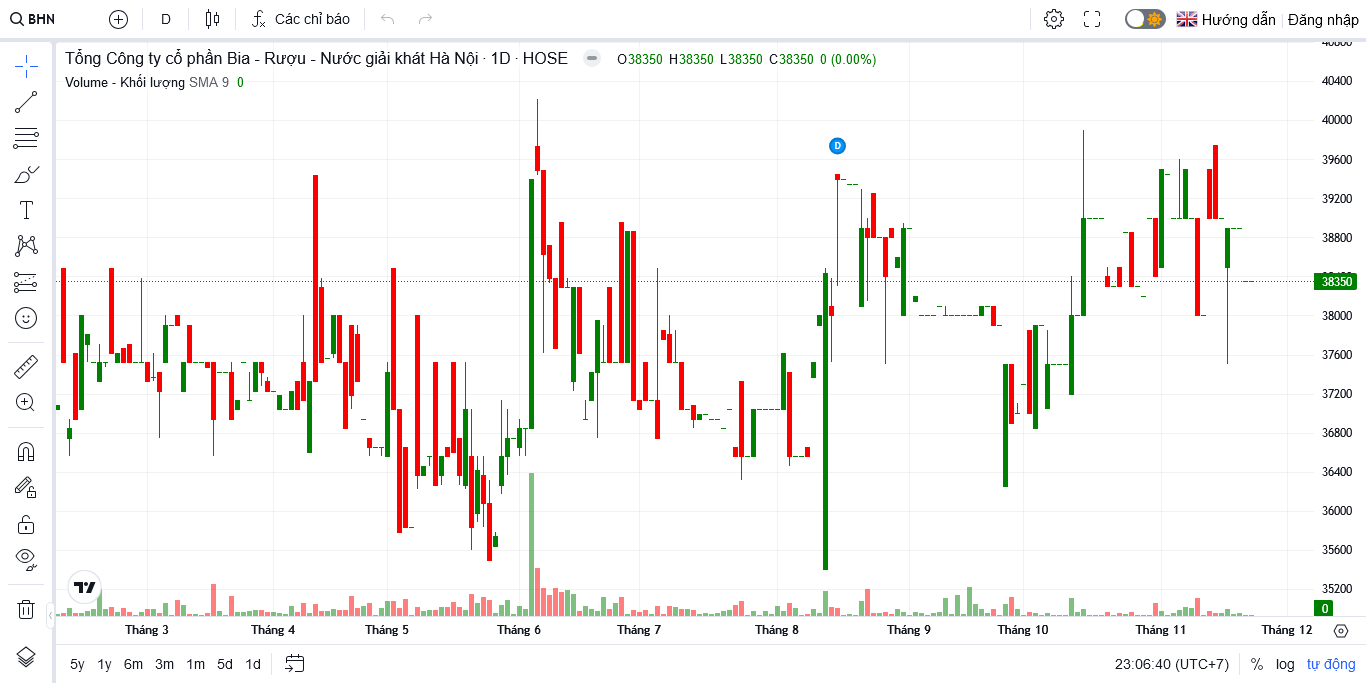 BHN D Các chỉ báo Hướng dẫn Đăng nhập
Tổng Công ty cổ phần Bia - Rượu - Nước giải khát Hà Nội · 1D · HOSE O38350 H38350 L38350 C38350 0 (0.00%)
Volume - Khối lượng SMA 9 0
D
40800
40400
40000
39600
39200
38800
38400
38350
38000
37600
37200
36800
36400
36000
35600
35200
0
Tháng 3 Tháng 4 Tháng 5 Tháng 6 Tháng 7 Tháng 8 Tháng 9 Tháng 10 Tháng 11 Tháng 12
5y 1y 6m 3m 1m 5d 1d 23:06:40 (UTC+7) % log tự động